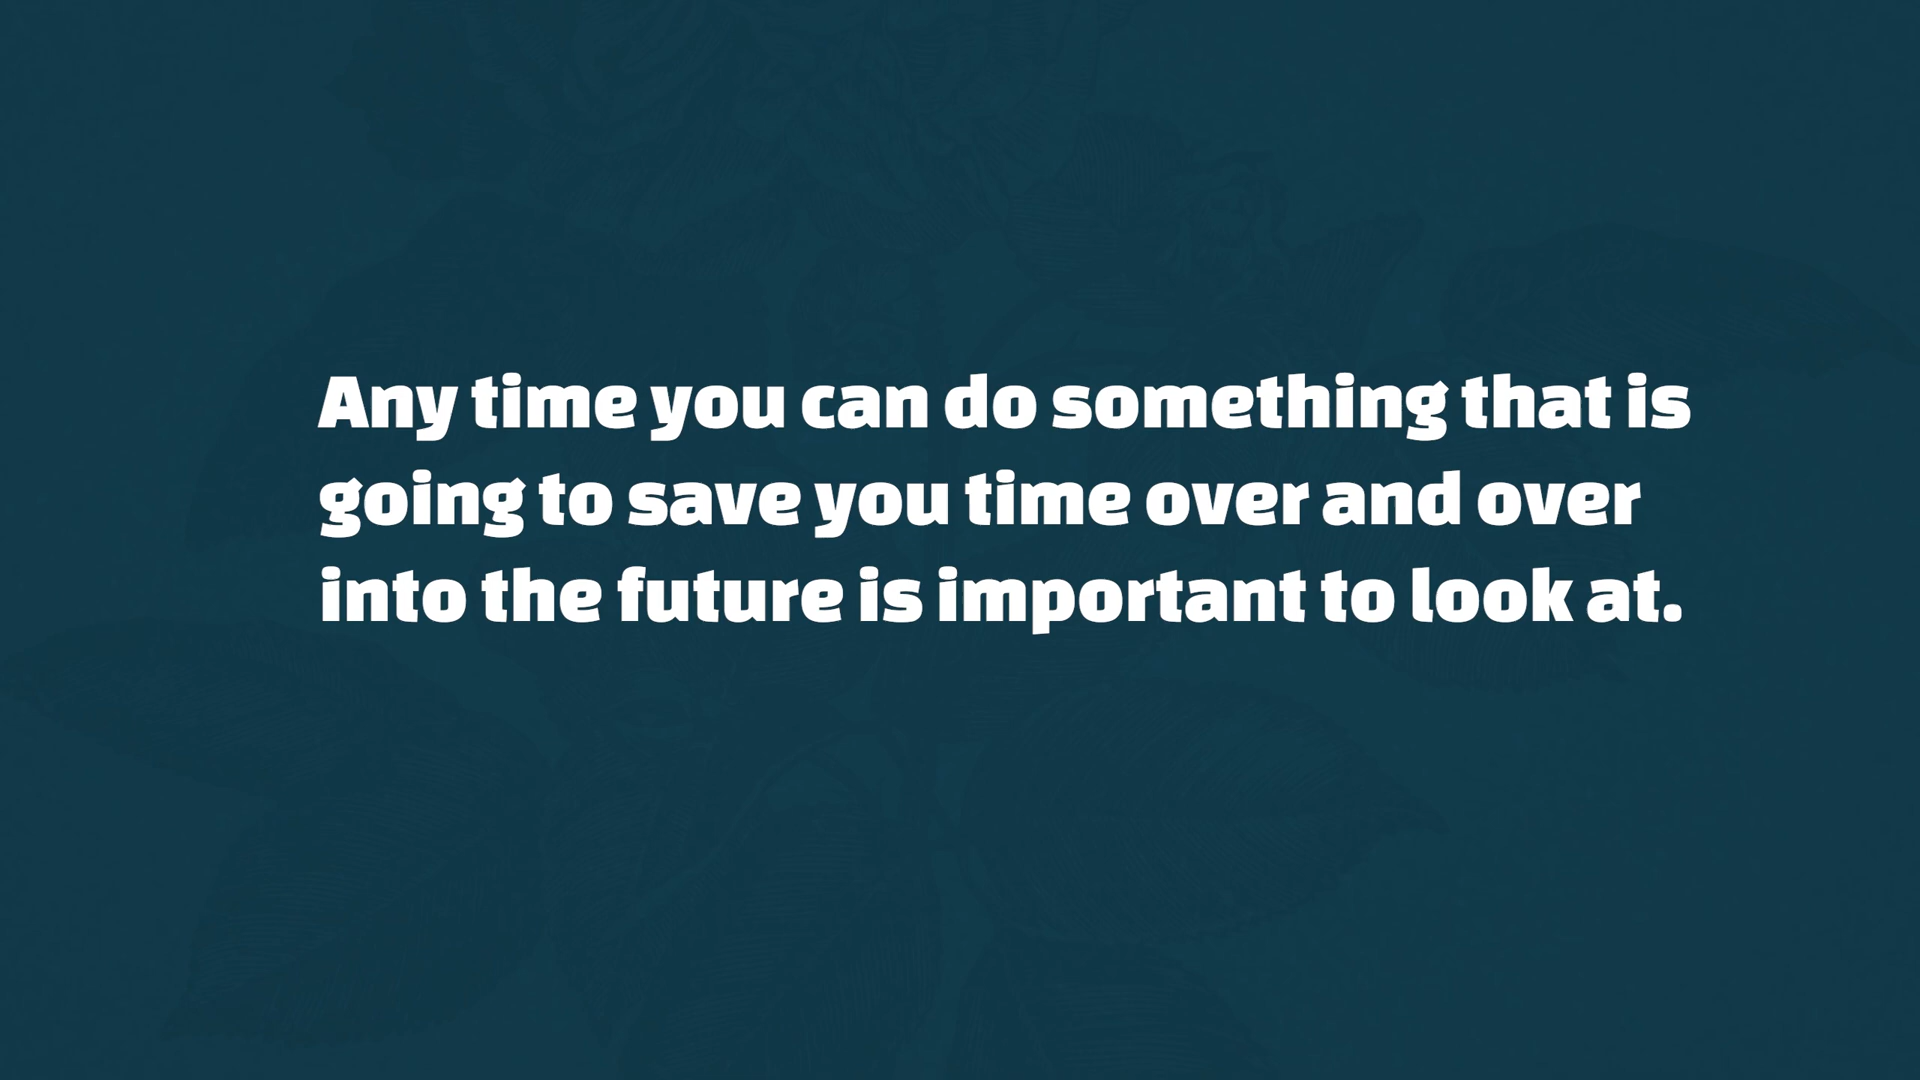 Any time you can do something that is
going to save you time over and over
into the future is important to look at.